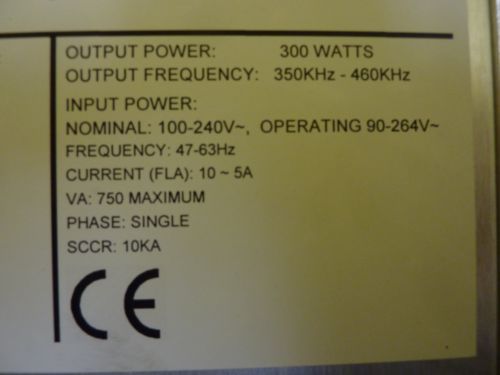 OUTPUT POWER: 300 WATTS
OUTPUT FREQUENCY: 350KHz - 460KHz
INPUT POWER:
NOMINAL: 100-240V~, OPERATING 90-264V~
FREQUENCY: 47-63Hz
CURRENT (FLA): 10 ~ 5A
VA: 750 MAXIMUM
PHASE: SINGLE
SCCR: 10KA
CE